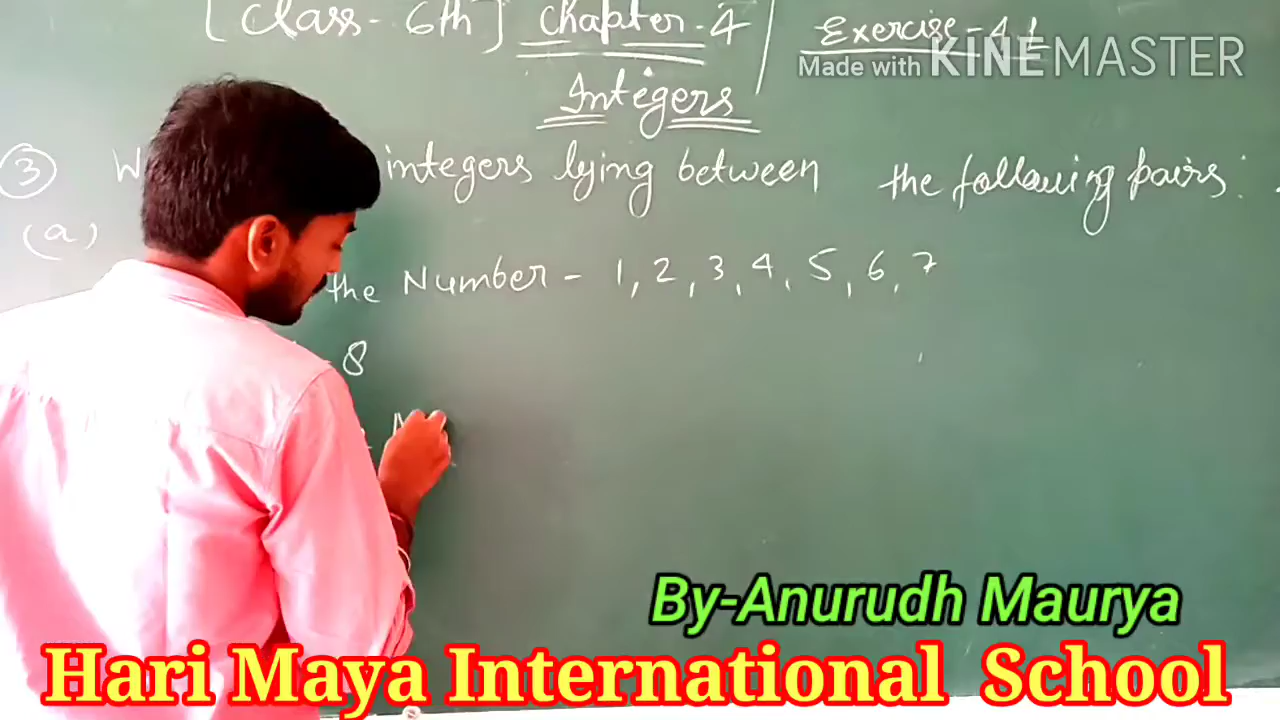 [Class-6th] Chapter-4 / Exercise-4.1
Made with KINEMASTER
Integers
③ W integers lying between the following pairs:
(a)
the Number - 1, 2, 3, 4, 5, 6, 7
8
By-Anurudh Maurya
Hari Maya International School